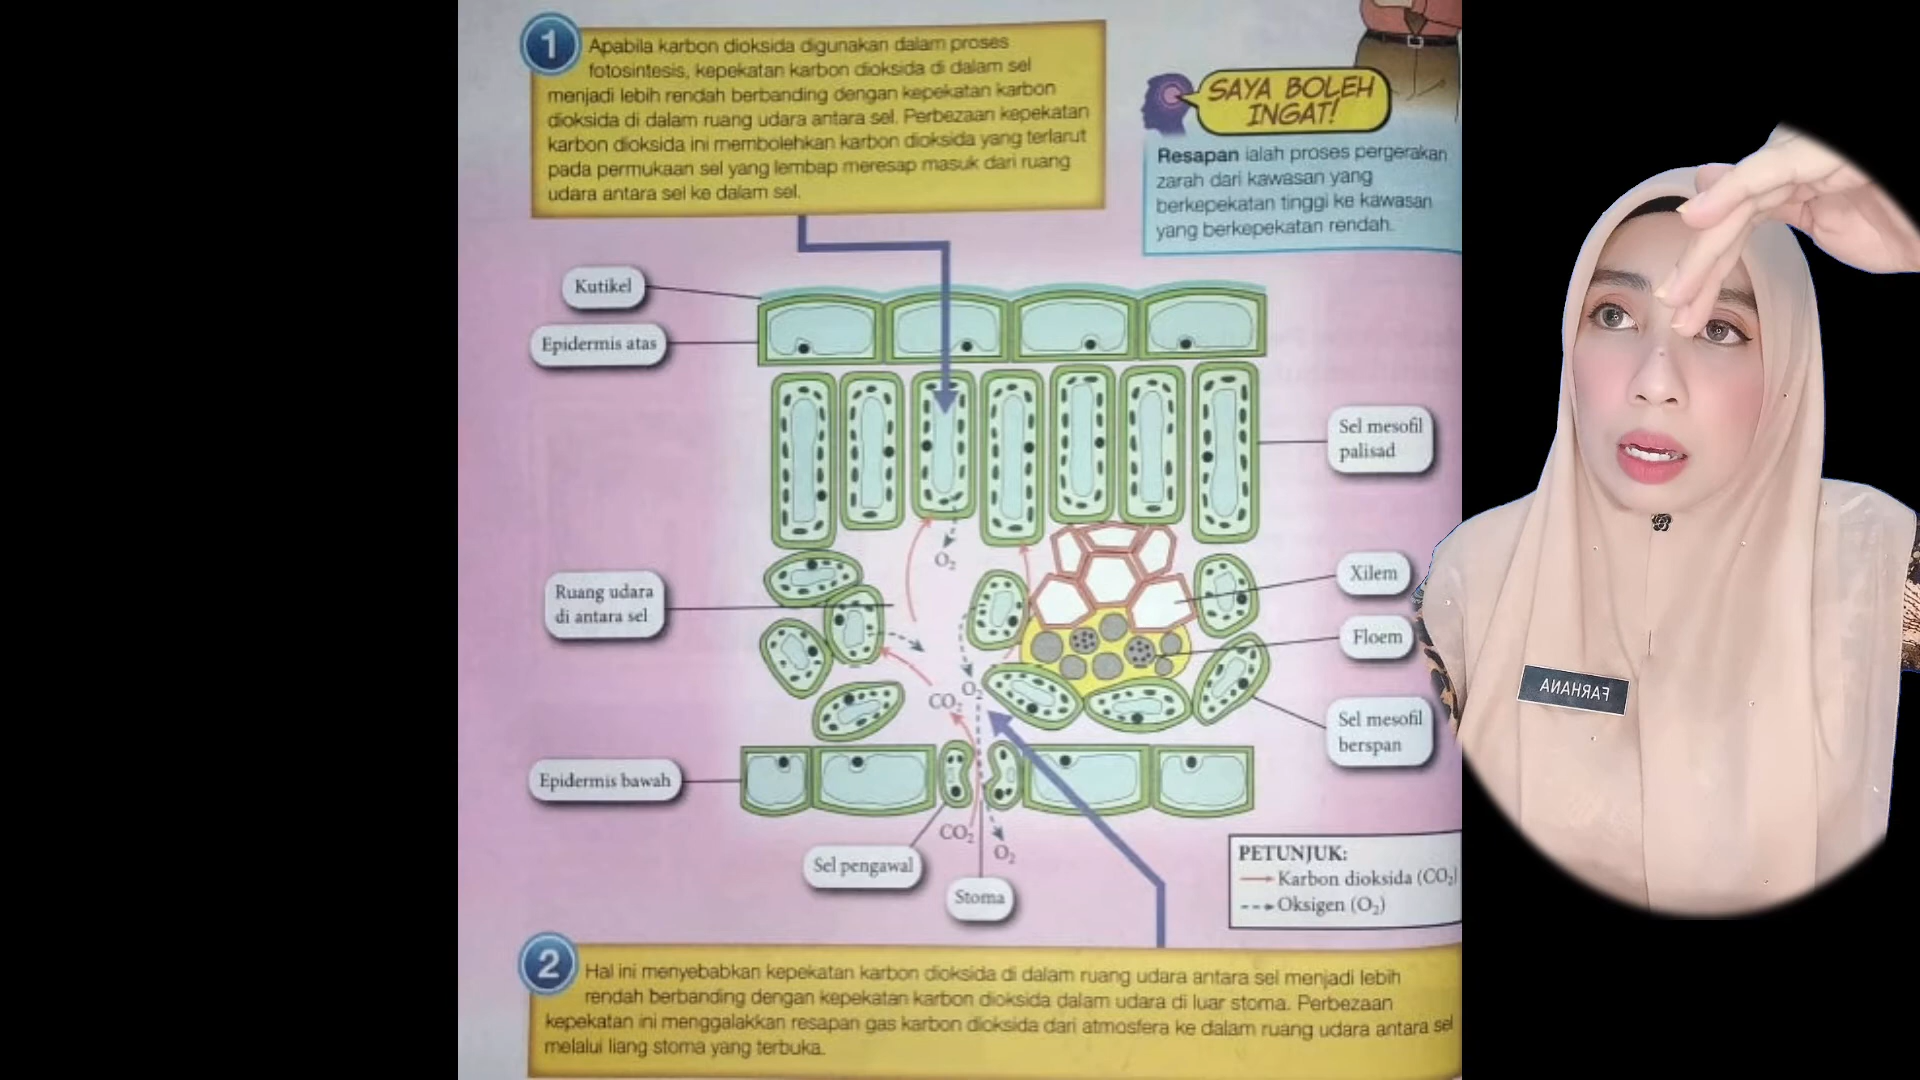 1
Apabila karbon dioksida digunakan dalam proses
fotosintesis, kepekatan karbon dioksida di dalam sel
menjadi lebih rendah berbanding dengan kepekatan karbon
dioksida di dalam ruang udara antara sel. Perbezaan kepekatan
karbon dioksida ini membolehkan karbon dioksida yang terlarut
pada permukaan sel yang lembap meresap masuk dari ruang
udara antara sel ke dalam sel.
SAYA BOLEH
INGAT!
Resapan ialah proses pergerakan
zarah dari kawasan yang
berkepekatan tinggi ke kawasan
yang berkepekatan rendah.
Kutikel
Epidermis atas
Sel mesofil
palisad
O₂
Ruang udara
di antara sel
Xilem
Floem
O₂
CO₂
Sel mesofil
berspan
Epidermis bawah
CO₂
O₂
Sel pengawal
Stoma
PETUNJUK:
Karbon dioksida (CO₂)
Oksigen (O₂)
2
Hal ini menyebabkan kepekatan karbon dioksida di dalam ruang udara antara sel menjadi lebih
rendah berbanding dengan kepekatan karbon dioksida dalam udara di luar stoma. Perbezaan
kepekatan ini menggalakkan resapan gas karbon dioksida dari atmosfera ke dalam ruang udara antara sel
melalui liang stoma yang terbuka.
FARHANA